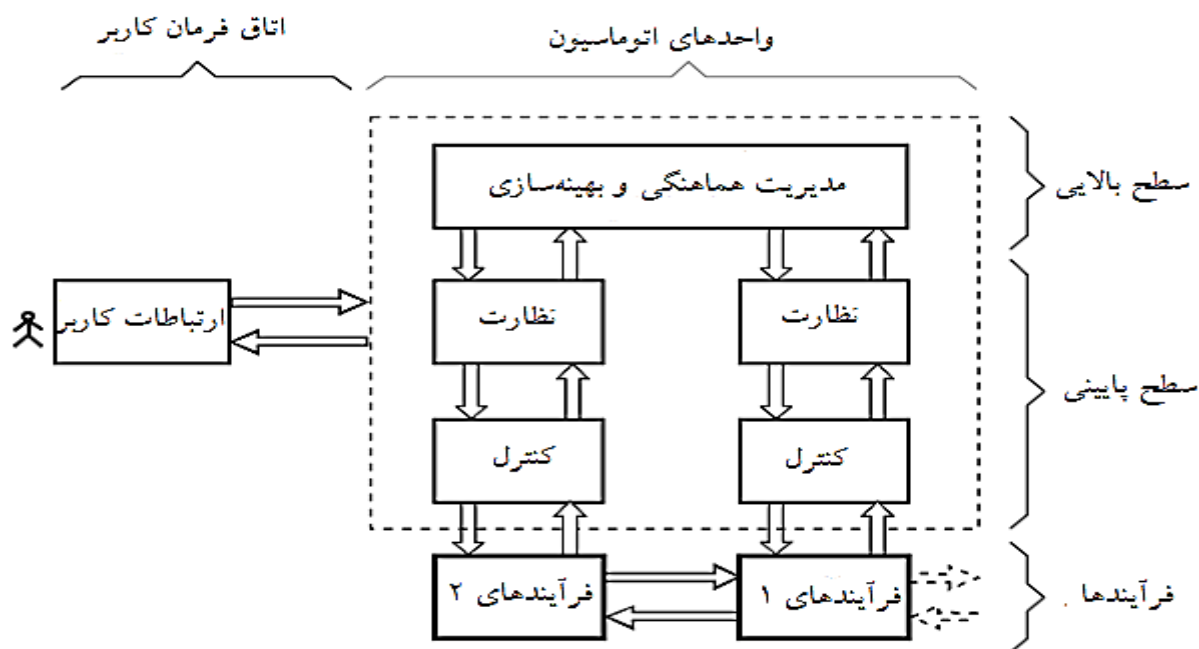 واحدهای اتوماسیون
اتاق فرمان کاربر
سطح بالایی
مدیریت هماهنگی و بهینه‌سازی
نظارت
نظارت
ارتباطات کاربر
سطح پایینی
کنترل
کنترل
فرآیندها
فرآیندهای ۱
فرآیندهای ۲